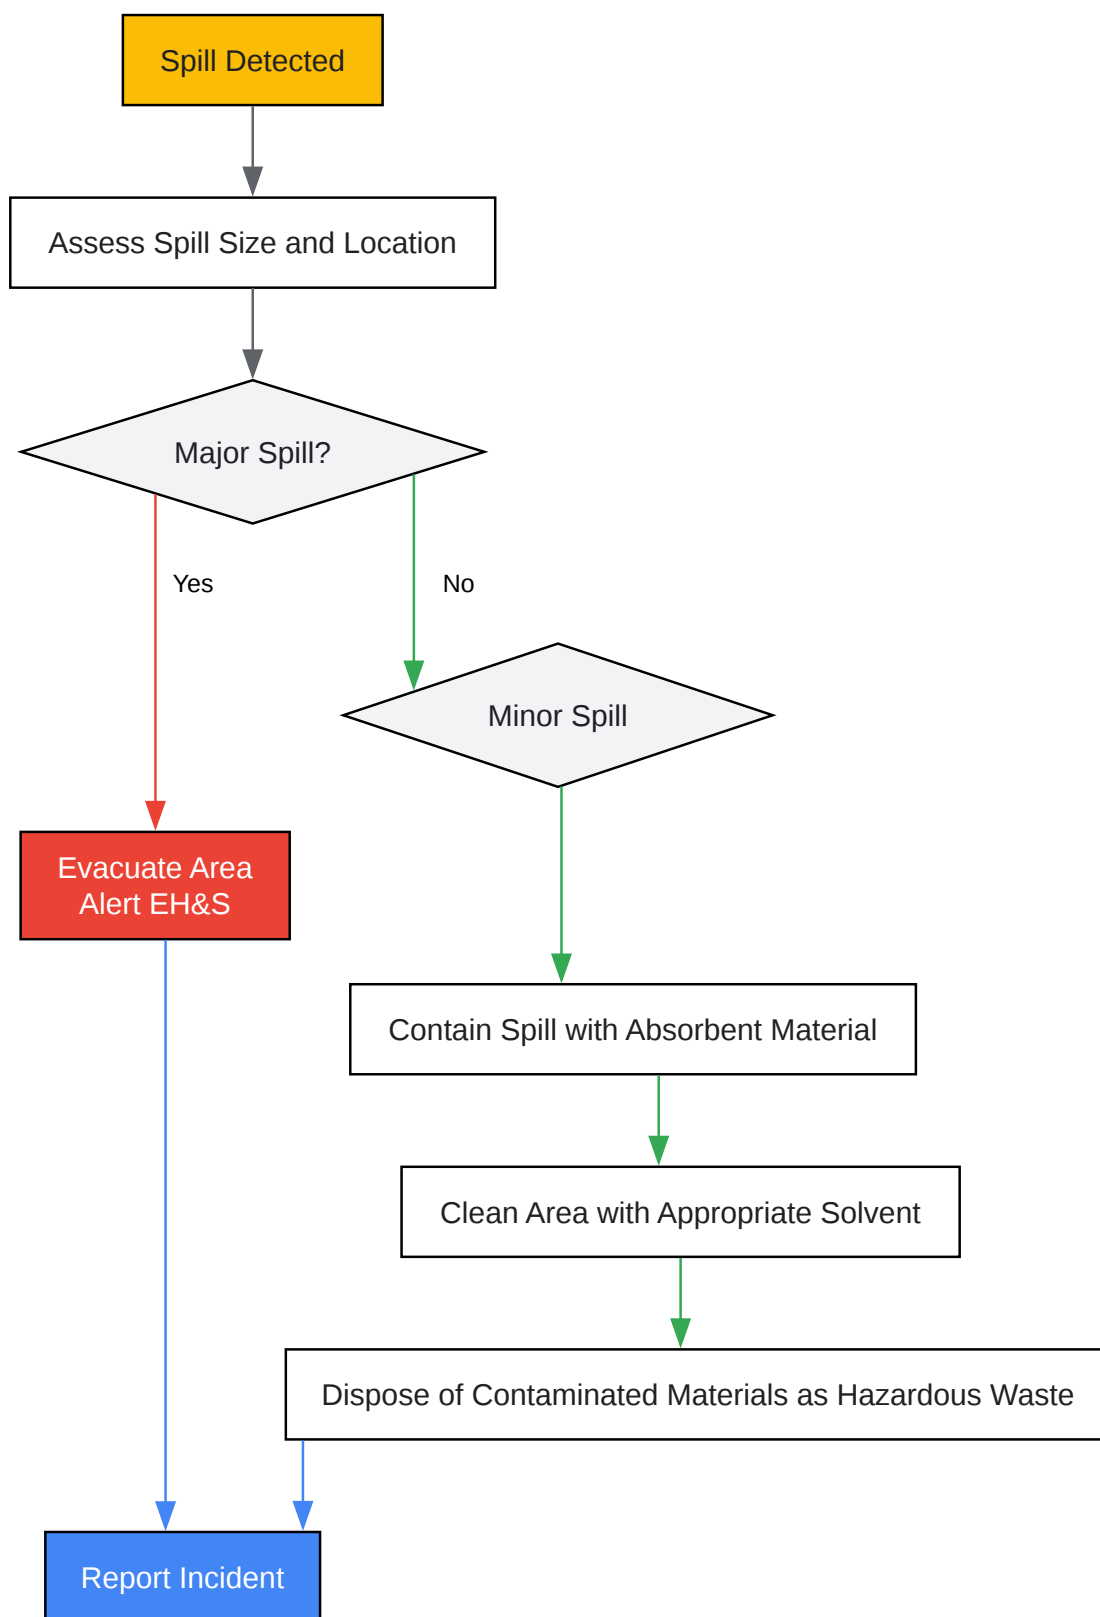 Spill Detected
Assess Spill Size and Location
Major Spill?
Yes
No
Minor Spill
Evacuate Area
Alert EH&S
Contain Spill with Absorbent Material
Clean Area with Appropriate Solvent
Dispose of Contaminated Materials as Hazardous Waste
Report Incident